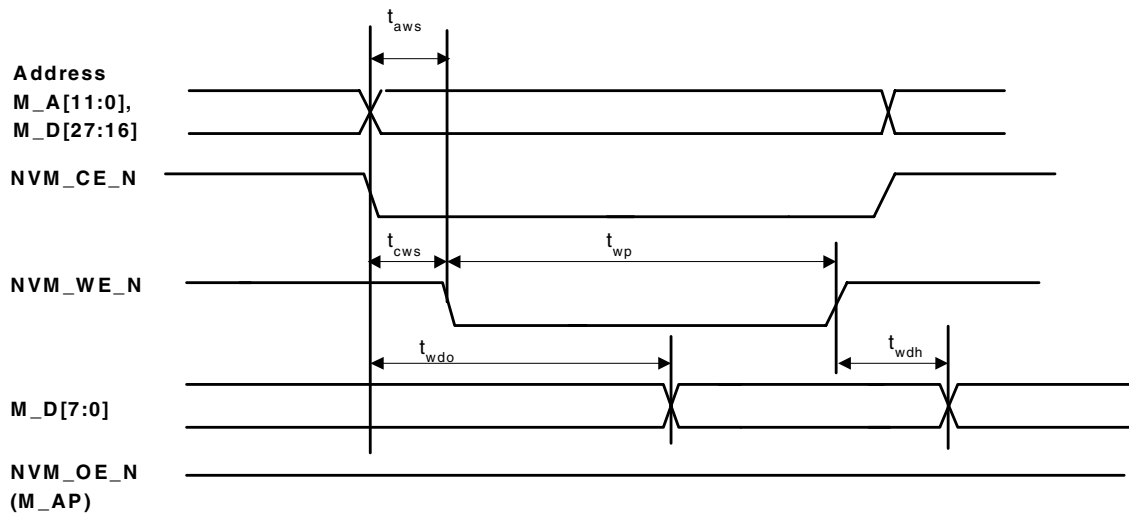 t_aws
Address
M_A[11:0],
M_D[27:16]
NVM_CE_N
t_cws
t_wp
NVM_WE_N
t_wdo
t_wdh
M_D[7:0]
NVM_OE_N
(M_AP)